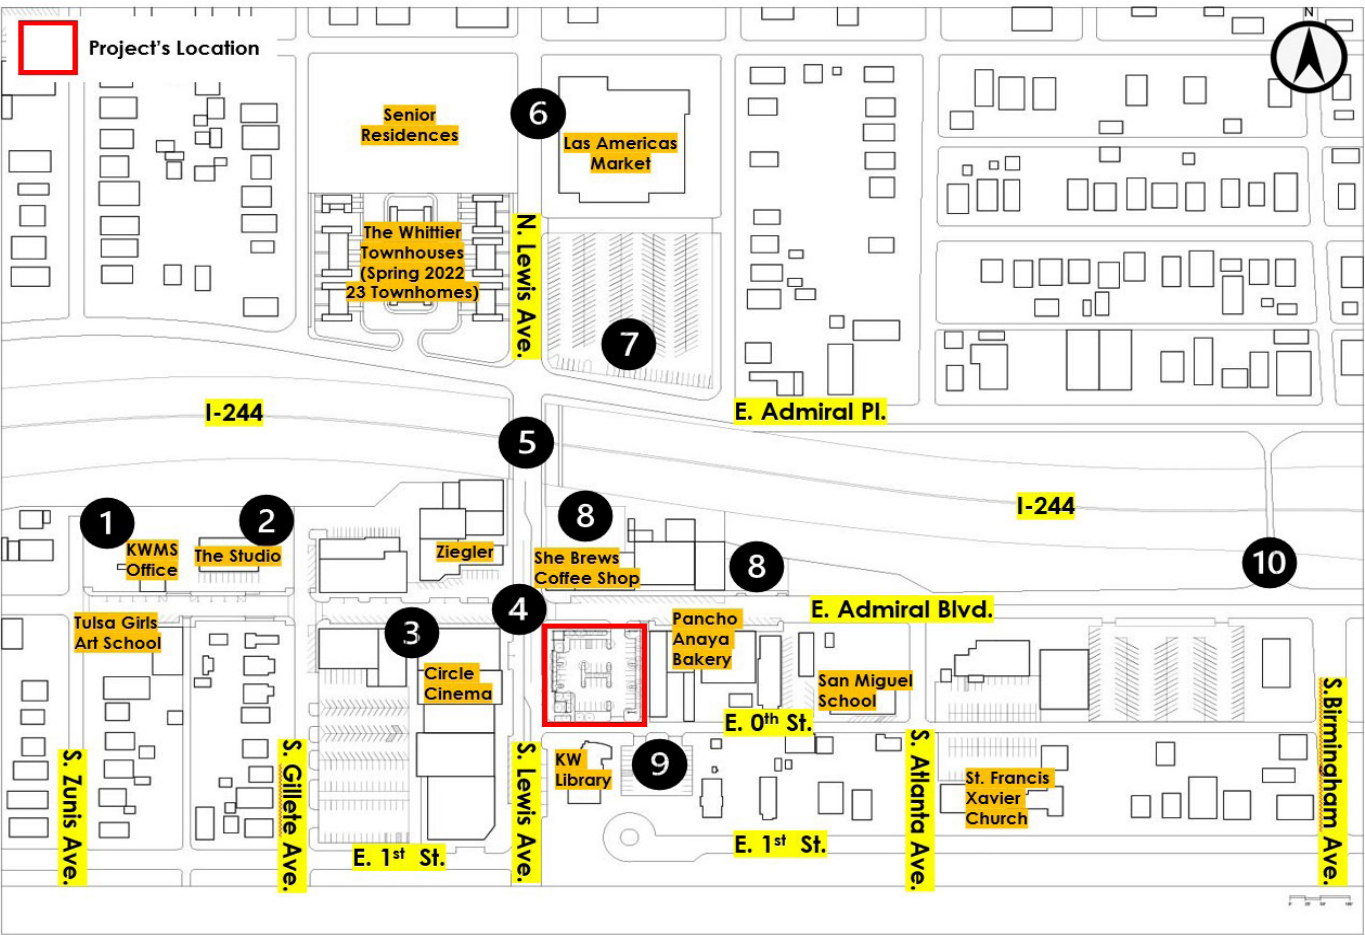 Project's Location
N
Senior
Residences
6
Las Americas
Market
The Whittier
Townhouses
(Spring 2022
23 Townhomes)
N. Lewis Ave.
7
I-244
E. Admiral Pl.
5
I-244
1
2
8
KWMS
Office
The Studio
Ziegler
She Brews
Coffee Shop
8
10
4
E. Admiral Blvd.
Tulsa Girls
Art School
3
Pancho
Anaya
Bakery
Circle
Cinema
San Miguel
School
E. 0th St.
S. Zunis Ave.
S. Gillete Ave.
S. Lewis Ave.
KW
Library
9
S. Atlanta Ave.
St. Francis
Xavier
Church
S.Birmingham Ave.
E. 1st St.
E. 1st St.